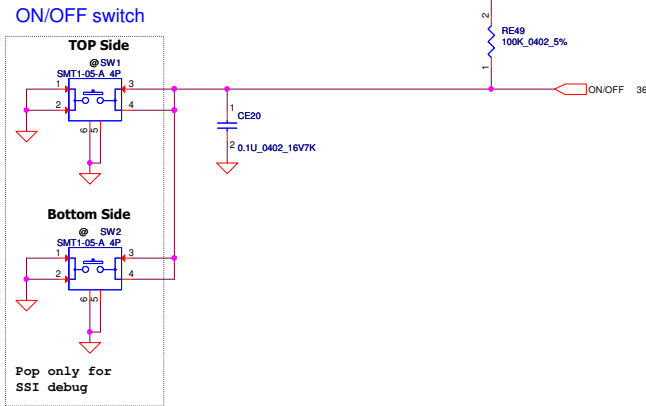 ON/OFF switch
TOP Side
@ SW1
SMT1-05-A 4P
1
3
2
4
6
5
2
RE49
100K_0402_5%
1
ON/OFF 36
1
CE20
2
0.1U_0402_16V7K
Bottom Side
@ SW2
SMT1-05-A 4P
1
3
2
4
6
5
Pop only for
SSI debug